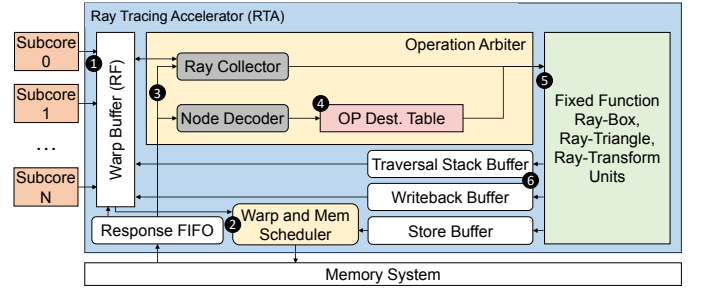 Ray Tracing Accelerator (RTA)
Subcore
0
Subcore
1
...
Subcore
N
1
Warp Buffer (RF)
Operation Arbiter
Ray Collector
3
4
Node Decoder
OP Dest. Table
5
Fixed Function
Ray-Box,
Ray-Triangle,
Ray-Transform
Units
Traversal Stack Buffer
6
Writeback Buffer
Response FIFO
2
Warp and Mem
Scheduler
Store Buffer
Memory System